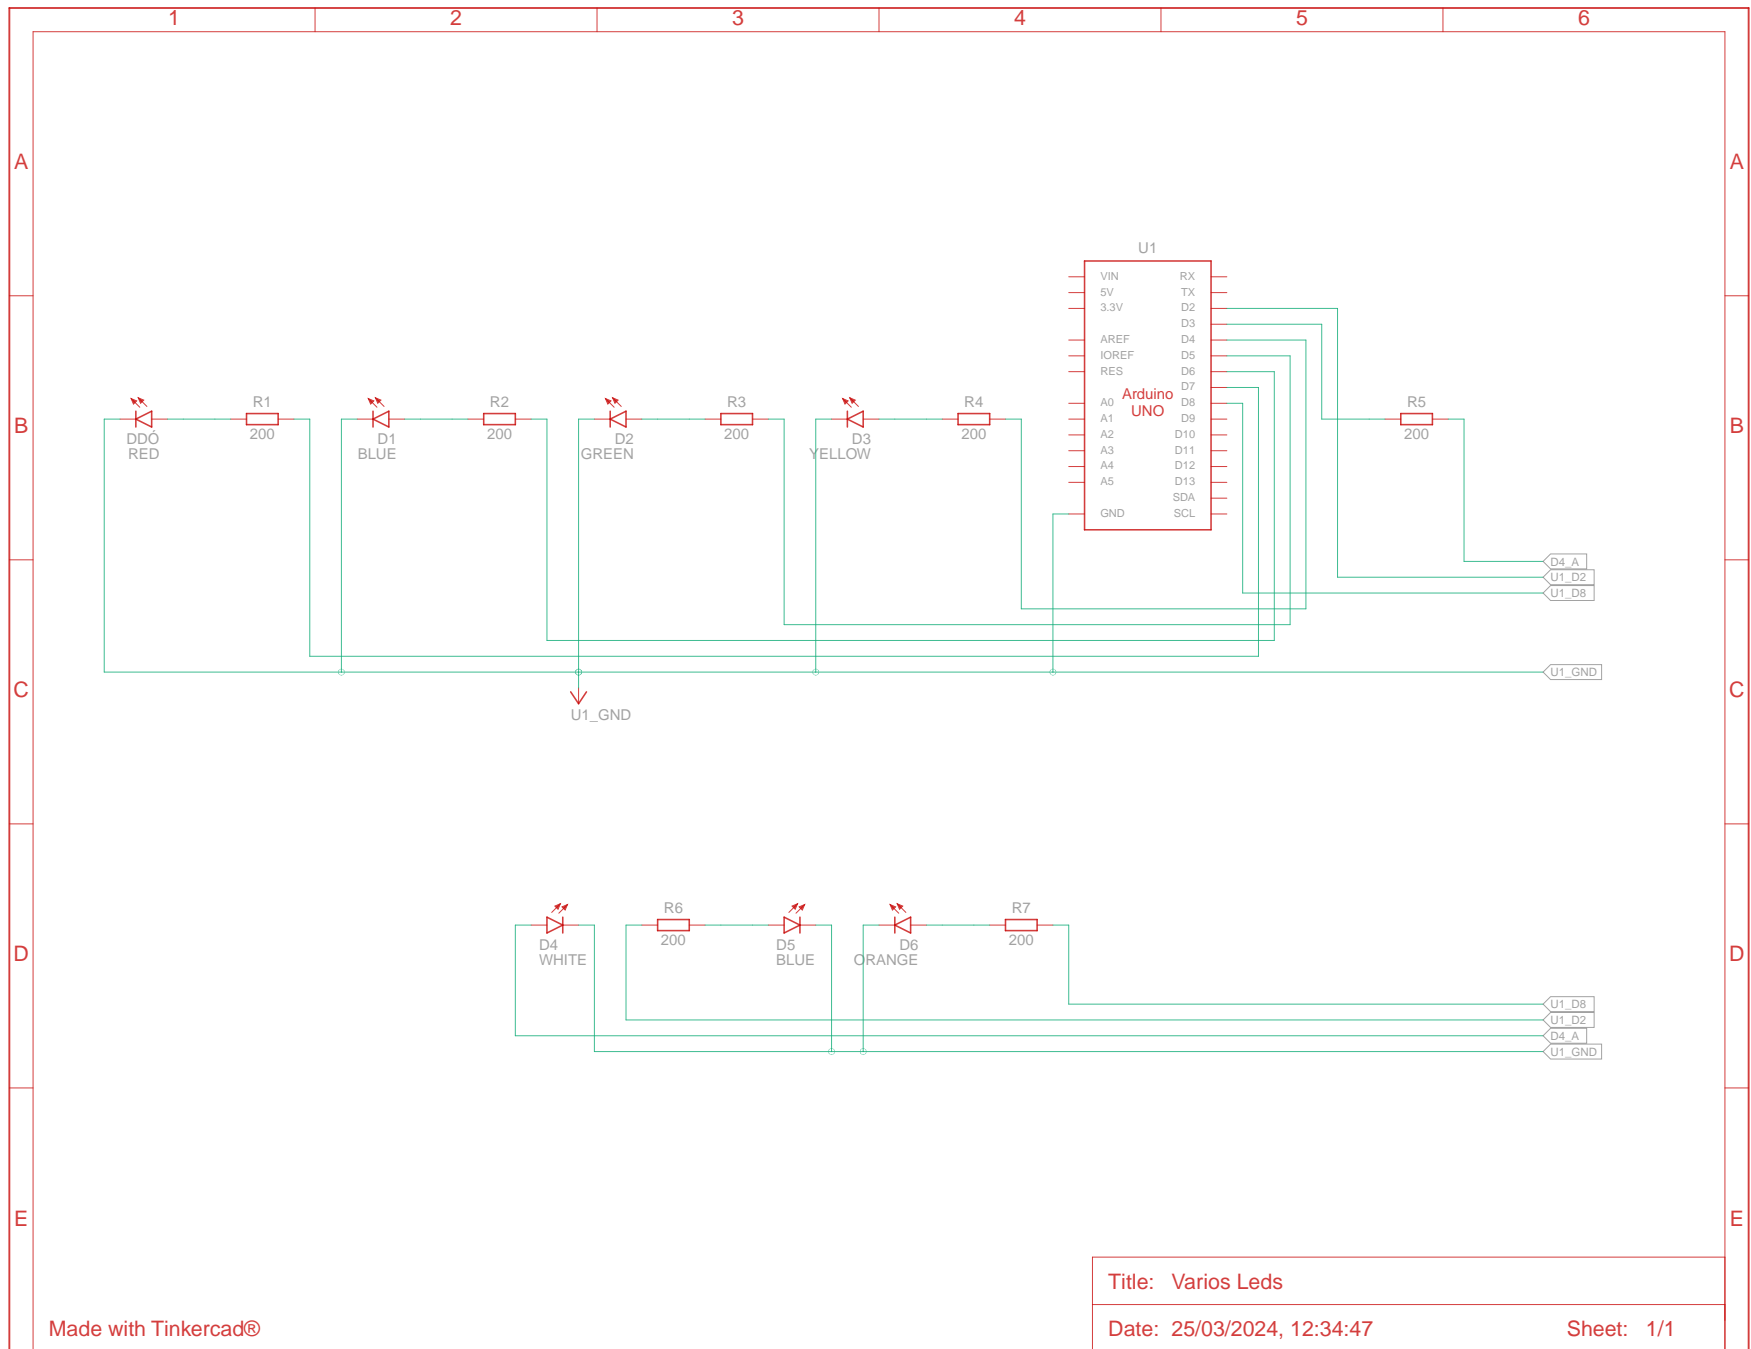 1 2 3 4 5 6
A A
U1
VIN RX
5V TX
3.3V D2
D3
AREF D4
IOREF D5
RES D6
D7
Arduino
UNO
A0 D8
A1 D9
A2 D10
A3 D11
A4 D12
A5 D13
SDA
GND SCL
B B
R1 R2 R3 R4 R5
200 200 200 200 200
DDÓ D1 D2 D3
RED BLUE GREEN YELLOW
D4_A
U1_D2
U1_D8
U1_GND
C C
U1_GND
R6 R7
200 200
D4 D5 D6
WHITE BLUE ORANGE
D D
U1_D8
U1_D2
D4_A
U1_GND
E E
Title: Varios Leds
Made with Tinkercad®
Date: 25/03/2024, 12:34:47 Sheet: 1/1